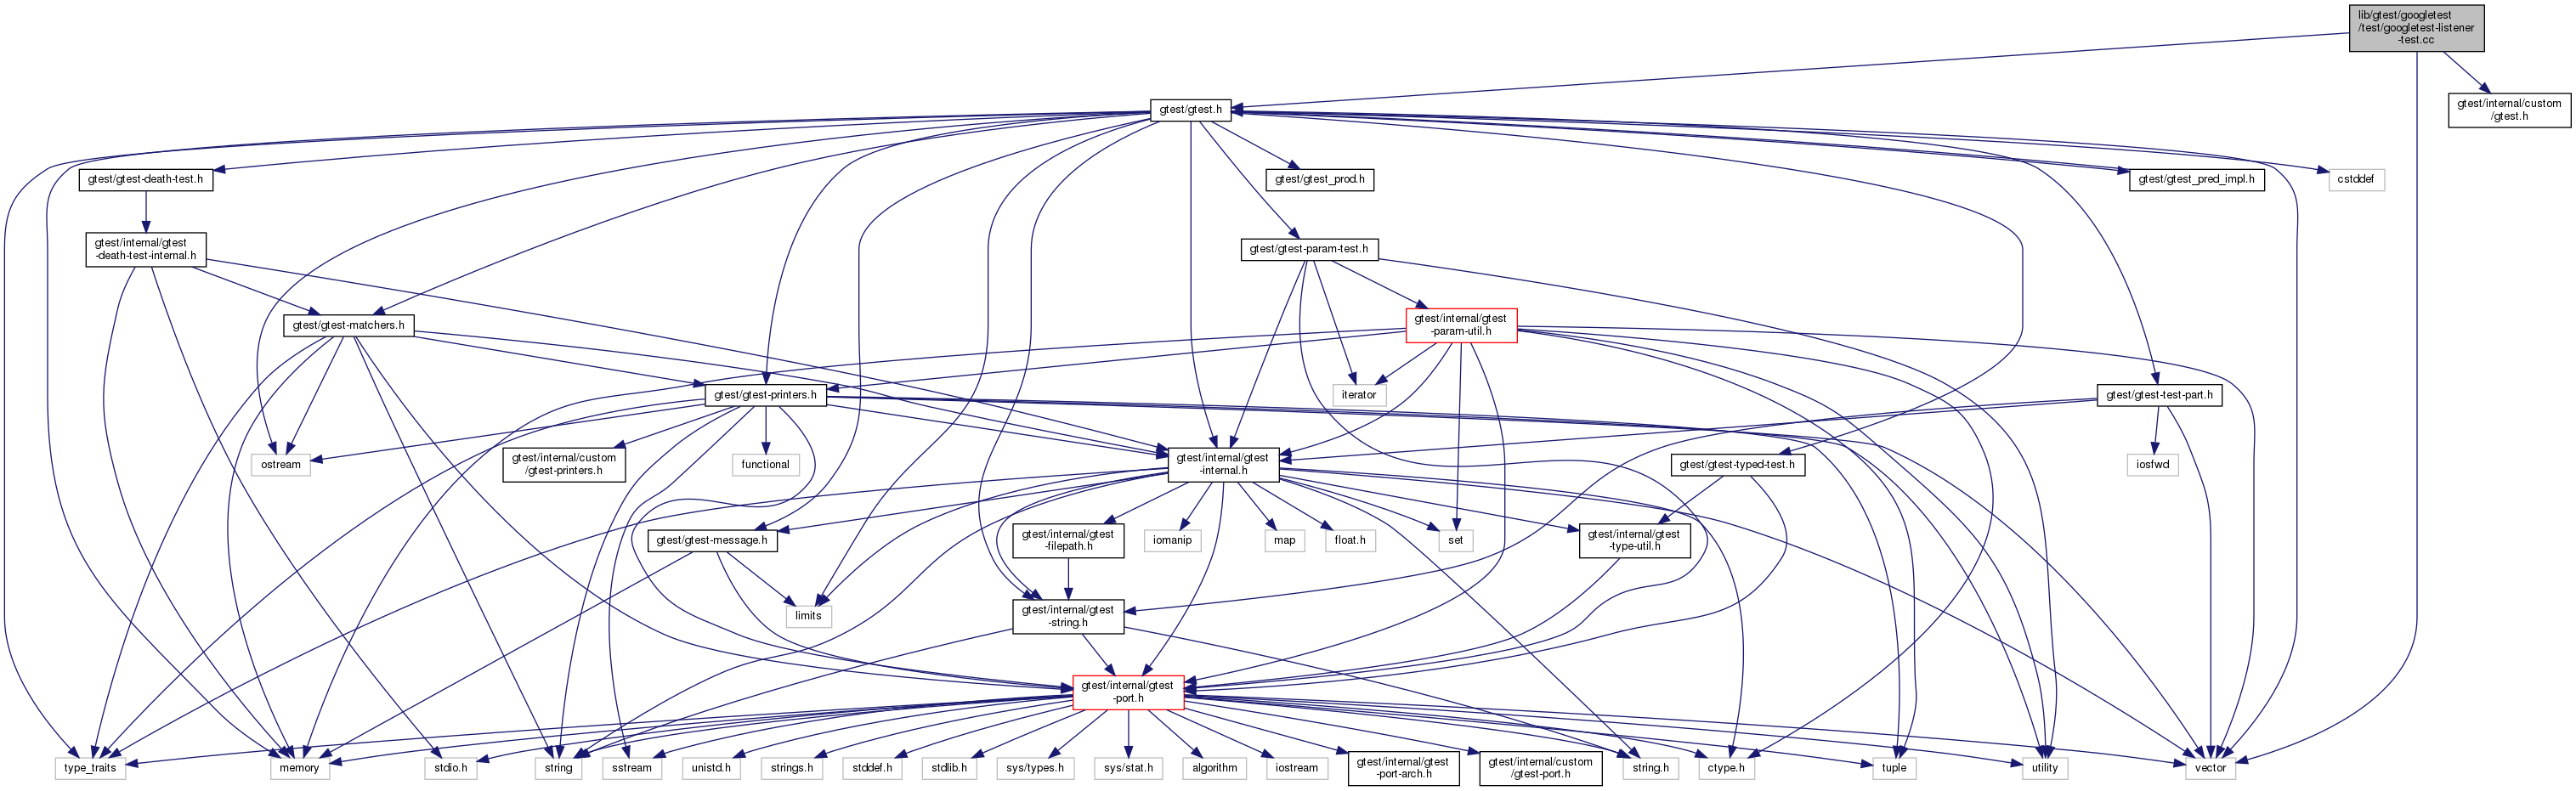 lib/gtest/googletest
/test/googletest-listener
-test.cc
gtest/gtest.h
gtest/internal/custom
/gtest.h
gtest/gtest-death-test.h
gtest/gtest_prod.h
gtest/gtest_pred_impl.h
cstddef
gtest/internal/gtest
-death-test-internal.h
gtest/gtest-param-test.h
gtest/gtest-matchers.h
gtest/internal/gtest
-param-util.h
gtest/gtest-printers.h
iterator
gtest/gtest-test-part.h
ostream
gtest/internal/custom
/gtest-printers.h
functional
gtest/internal/gtest
-internal.h
gtest/gtest-typed-test.h
iosfwd
gtest/gtest-message.h
gtest/internal/gtest
-filepath.h
iomanip
map
float.h
set
gtest/internal/gtest
-type-util.h
limits
gtest/internal/gtest
-string.h
gtest/internal/gtest
-port.h
type_traits
memory
stdio.h
string
sstream
unistd.h
strings.h
stddef.h
stdlib.h
sys/types.h
sys/stat.h
algorithm
iostream
gtest/internal/gtest
-port-arch.h
gtest/internal/custom
/gtest-port.h
string.h
ctype.h
tuple
utility
vector